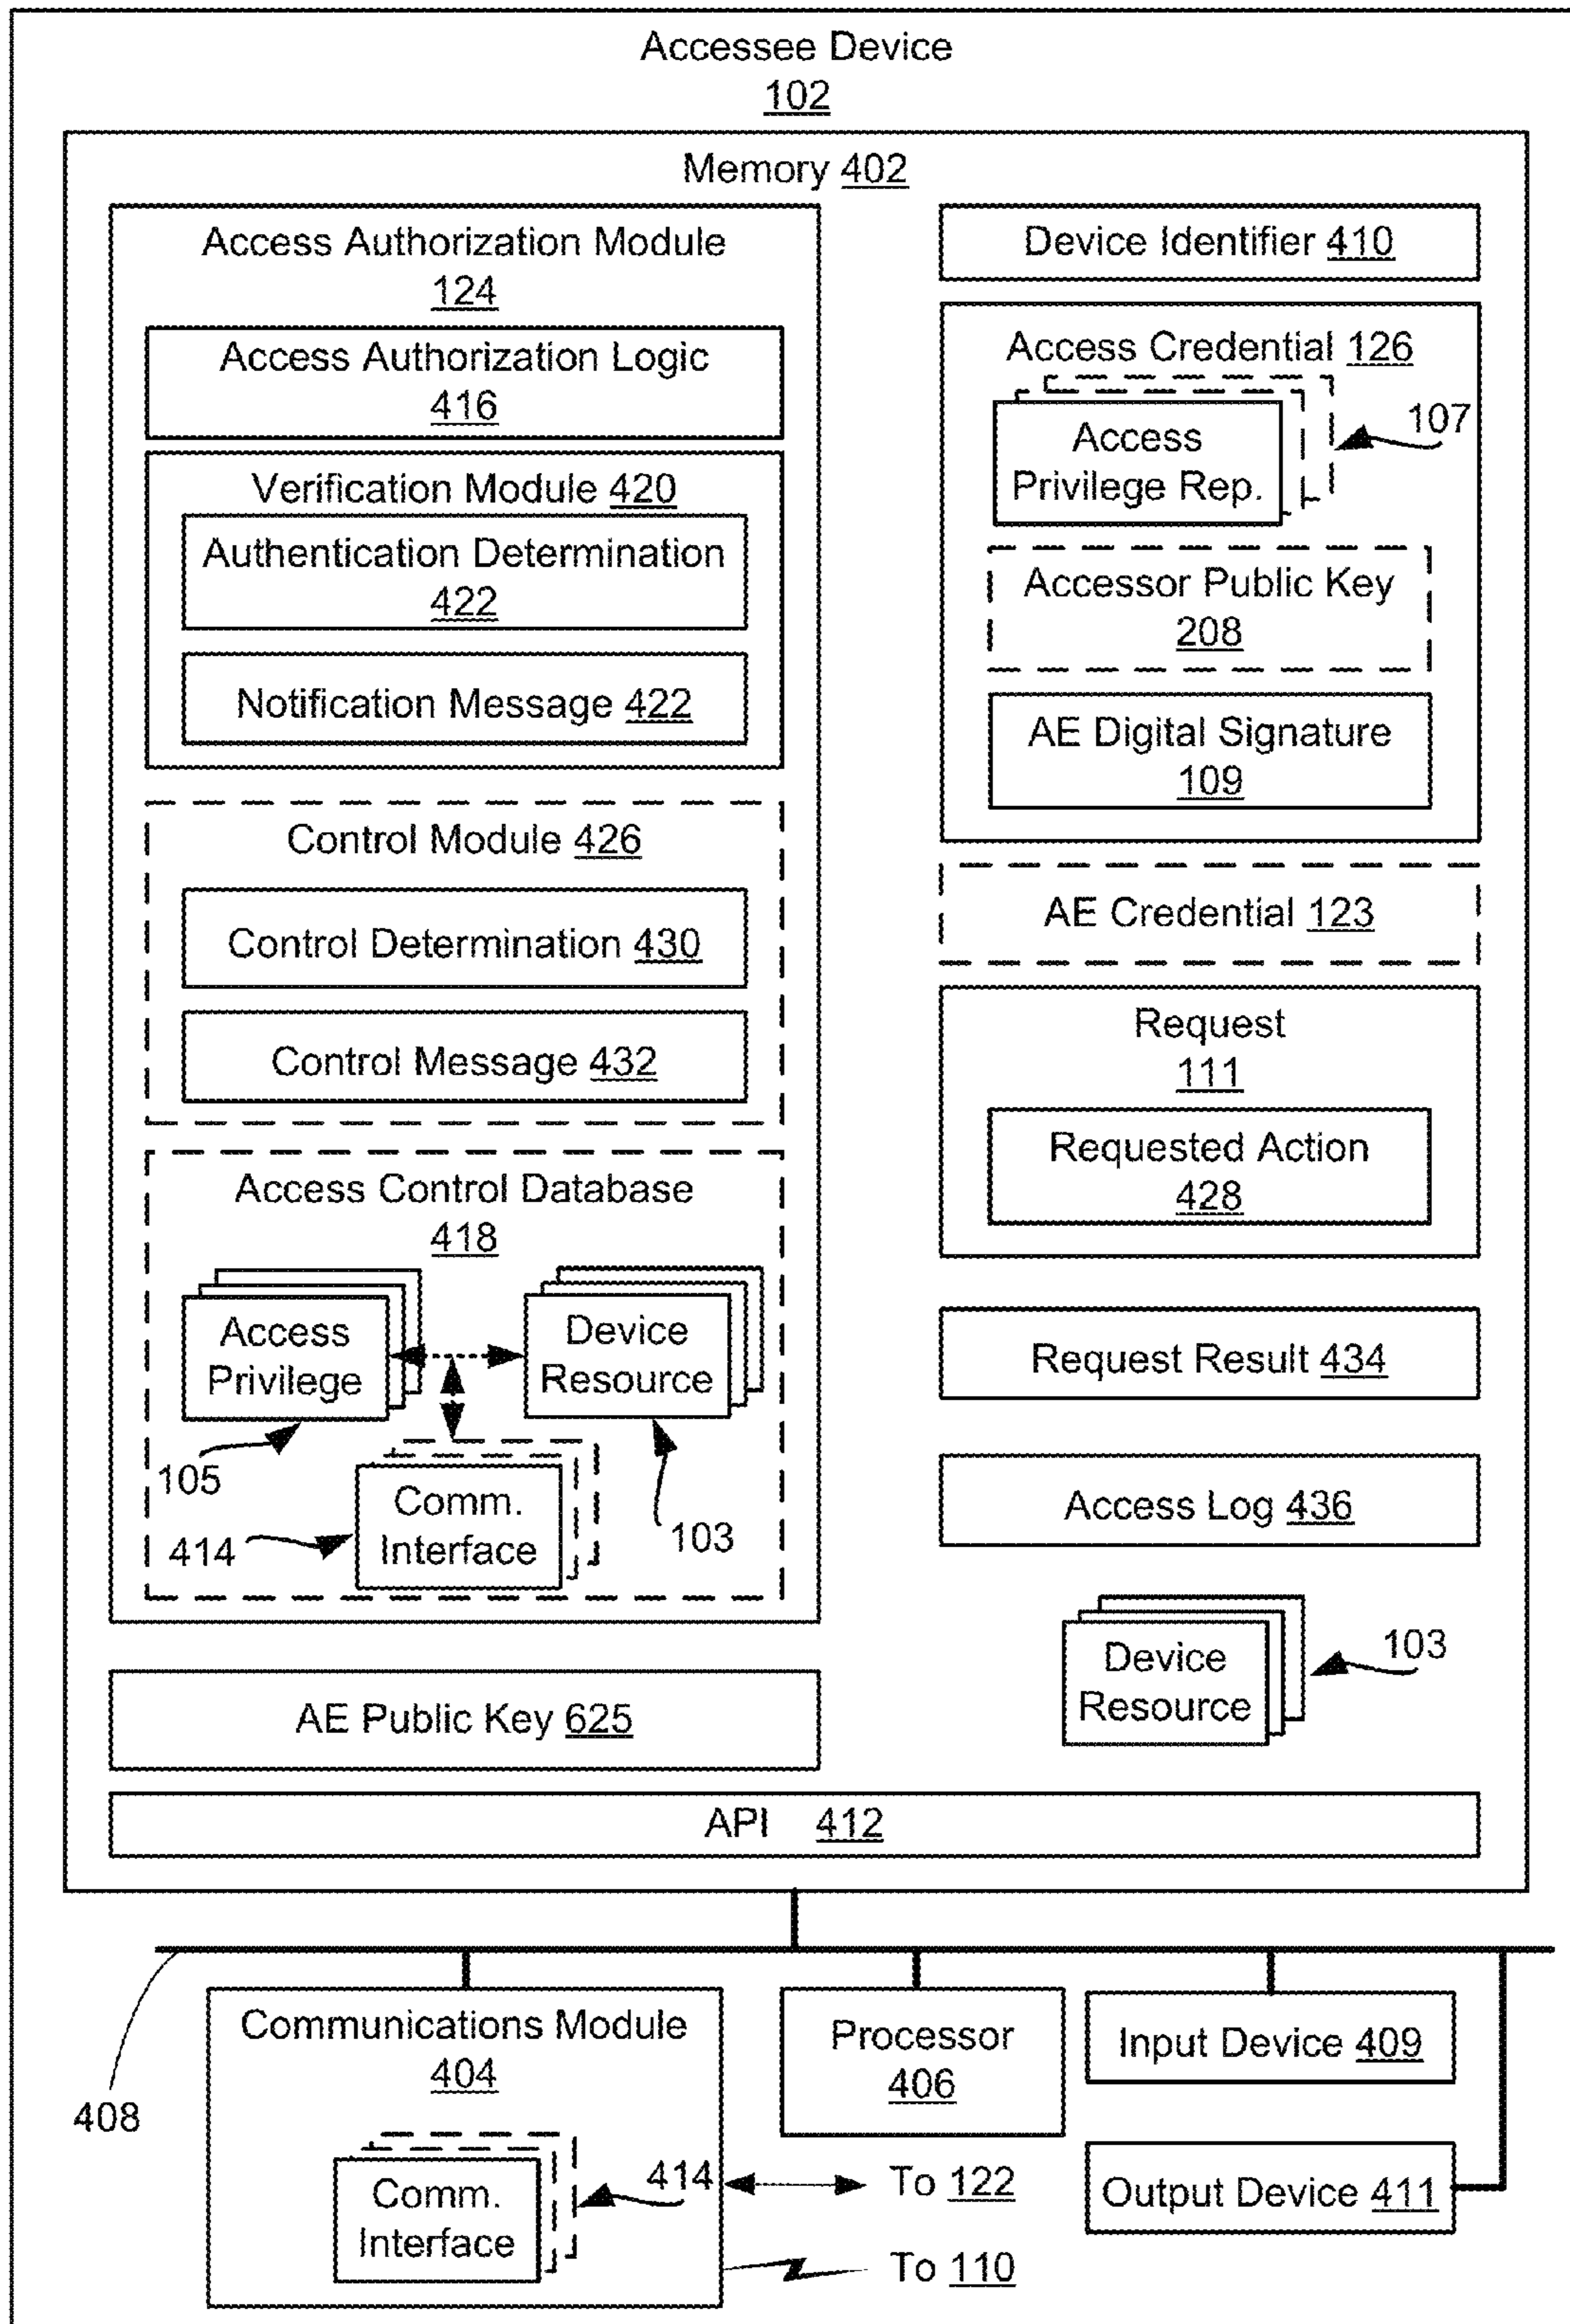 Accessee Device
102
Memory 402
Access Authorization Module
124
Access Authorization Logic
416
Verification Module 420
Authentication Determination
422
Notification Message 422
Control Module 426
Control Determination 430
Control Message 432
Access Control Database
418
Access
Privilege
Device
Resource
105
Comm.
Interface
414
103
AE Public Key 625
Device Identifier 410
Access Credential 126
Access
Privilege Rep.
107
Accessor Public Key
208
AE Digital Signature
109
AE Credential 123
Request
111
Requested Action
428
Request Result 434
Access Log 436
Device
Resource
103
API 412
408
Communications Module
404
Comm.
Interface
414
Processor
406
Input Device 409
Output Device 411
To 122
To 110